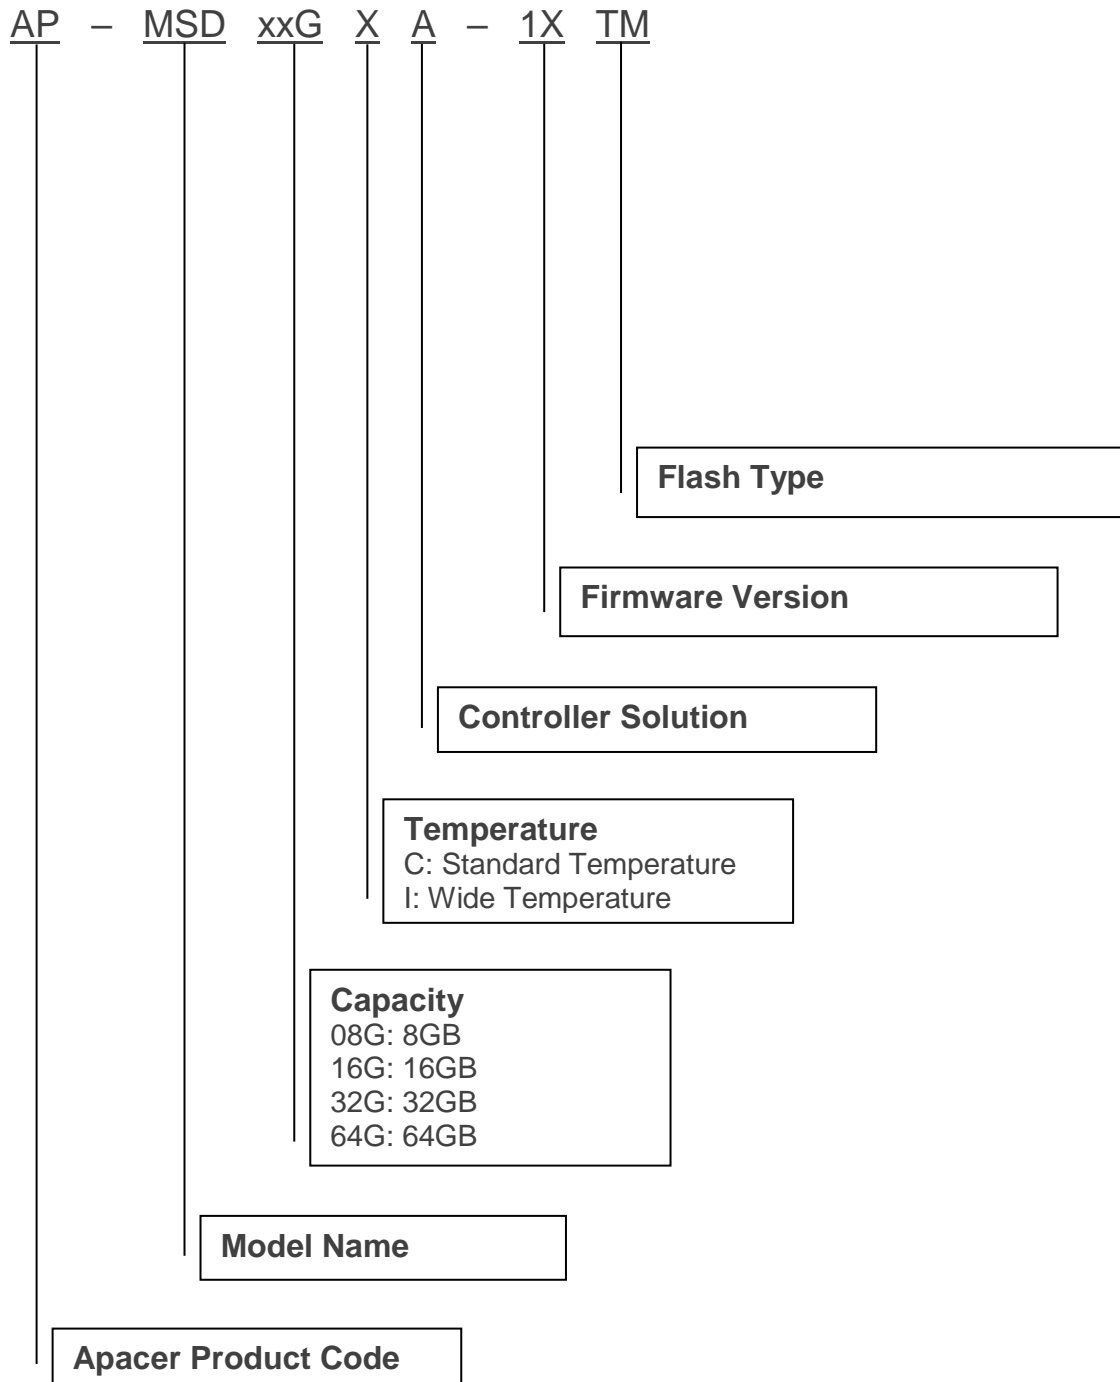 AP – MSD xxG X A – 1X TM
Flash Type
Firmware Version
Controller Solution
Temperature
C: Standard Temperature
I: Wide Temperature
Capacity
08G: 8GB
16G: 16GB
32G: 32GB
64G: 64GB
Model Name
Apacer Product Code